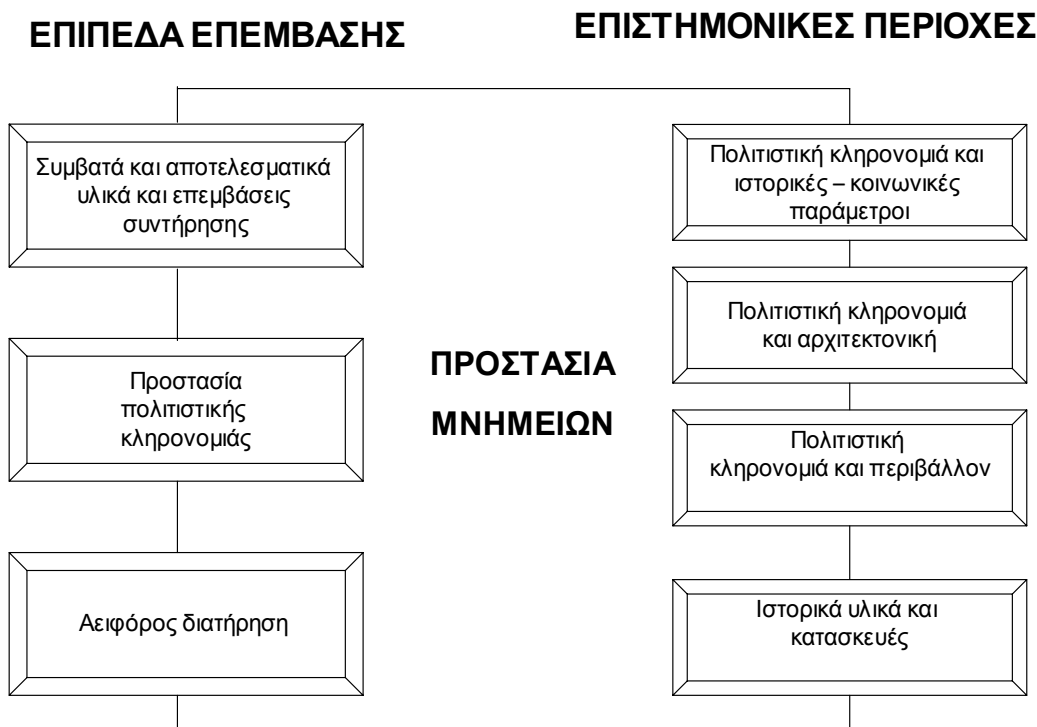 ΕΠΙΠΕΔΑ ΕΠΕΜΒΑΣΗΣ
ΕΠΙΣΤΗΜΟΝΙΚΕΣ ΠΕΡΙΟΧΕΣ
Συμβατά και αποτελεσματικά
υλικά και επεμβάσεις
συντήρησης
Προστασία
πολιτιστικής
κληρονομιάς
Αειφόρος διατήρηση
ΠΡΟΣΤΑΣΙΑ
ΜΝΗΜΕΙΩΝ
Πολιτιστική κληρονομιά και
ιστορικές – κοινωνικές
παράμετροι
Πολιτιστική κληρονομιά
και αρχιτεκτονική
Πολιτιστική
κληρονομιά και περιβάλλον
Ιστορικά υλικά και
κατασκευές